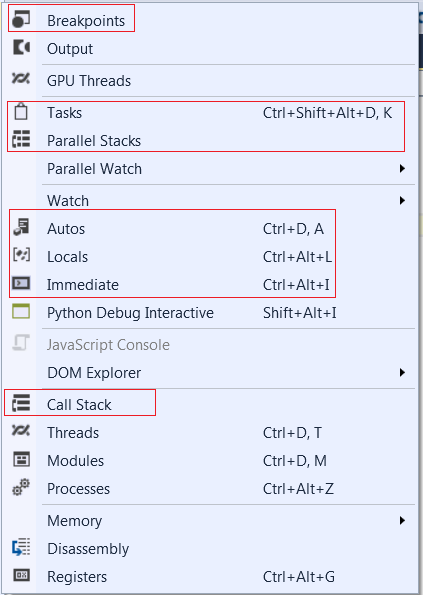 Breakpoints
Output
GPU Threads
Tasks Ctrl+Shift+Alt+D, K
Parallel Stacks
Parallel Watch
Watch
Autos Ctrl+D, A
Locals Ctrl+Alt+L
Immediate Ctrl+Alt+I
Python Debug Interactive Shift+Alt+I
JavaScript Console
DOM Explorer
Call Stack
Threads Ctrl+D, T
Modules Ctrl+D, M
Processes Ctrl+Alt+Z
Memory
Disassembly
Registers Ctrl+Alt+G